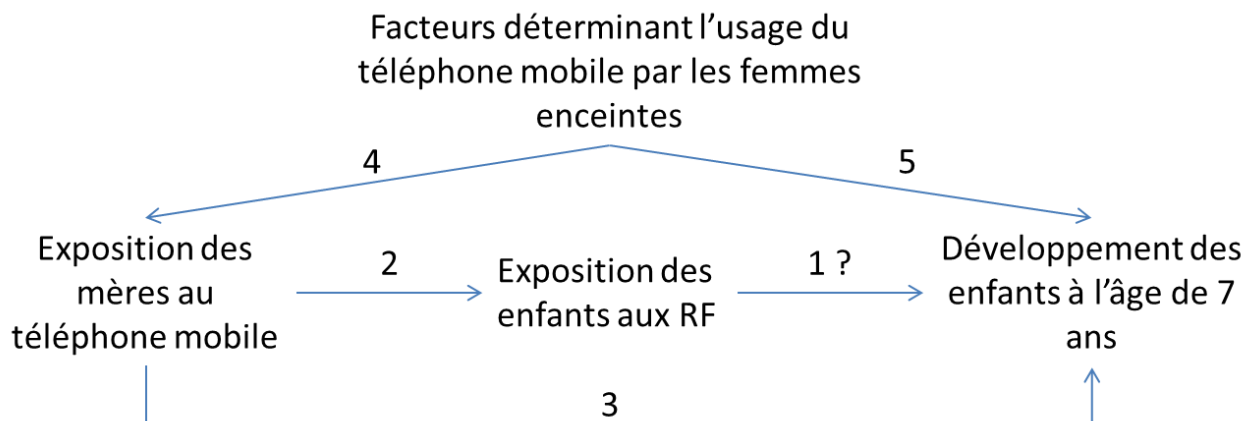 Facteurs déterminant l’usage du
téléphone mobile par les femmes
enceintes
4
5
Exposition des
mères au
téléphone mobile
2
Exposition des
enfants aux RF
1 ?
Développement des
enfants à l’âge de 7
ans
3